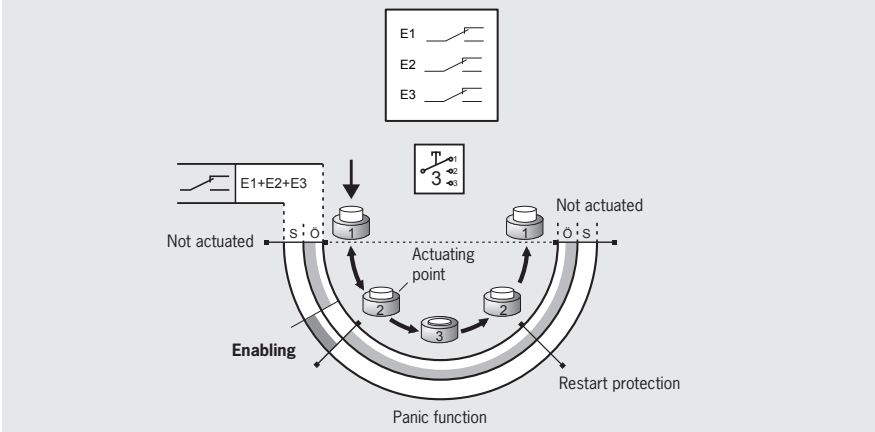 E1
E2
E3
1
2
3
3
E1+E2+E3
Not actuated
S Ö
1
1
Not actuated
Ö S
Actuating
point
2
2
3
Enabling
Restart protection
Panic function